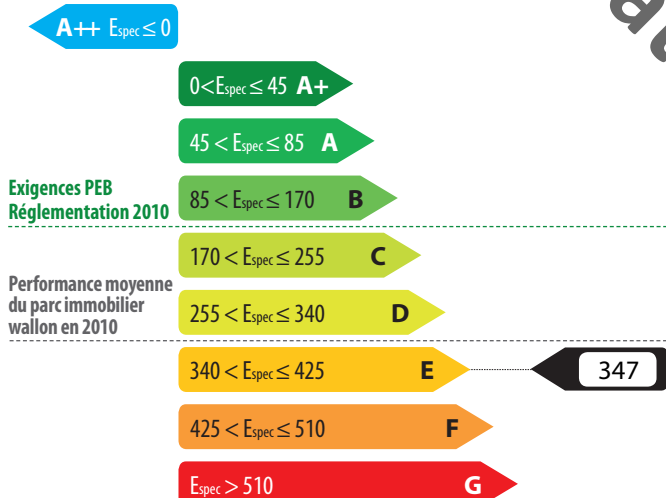 A++ Espec ≤ 0
0<Espec ≤ 45 A+
45 < Espec ≤ 85 A
Exigences PEB
Réglementation 2010
85 < Espec ≤ 170 B
170 < Espec ≤ 255 C
Performance moyenne
du parc immobilier
wallon en 2010
255 < Espec ≤ 340 D
340 < Espec ≤ 425 E
347
425 < Espec ≤ 510 F
Espec > 510 G